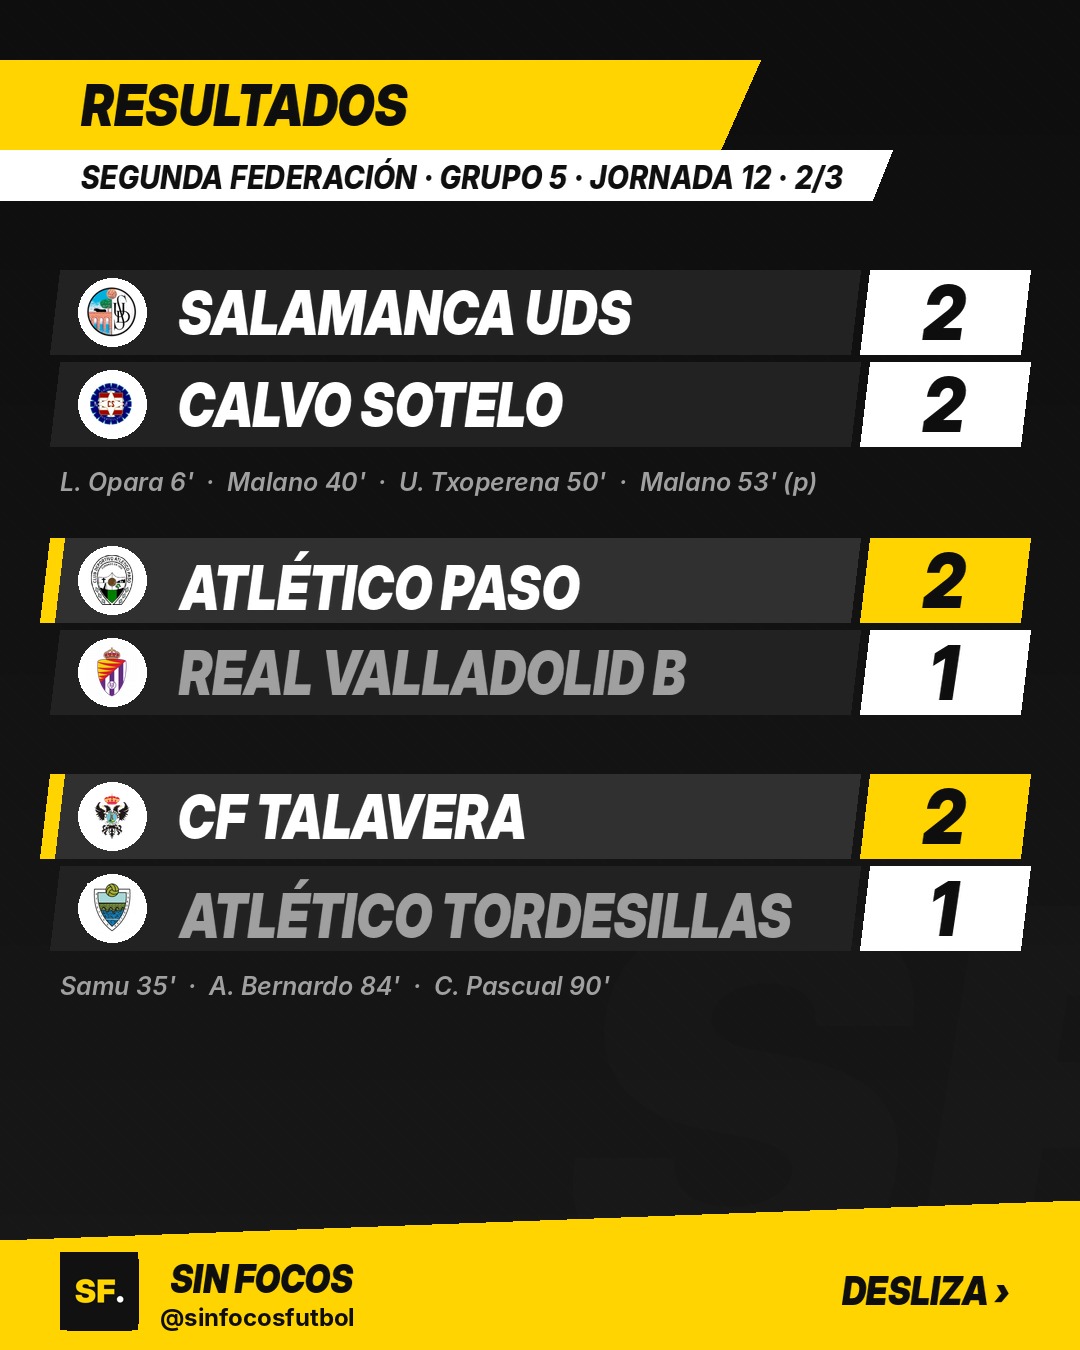 RESULTADOS
SEGUNDA FEDERACIÓN · GRUPO 5 · JORNADA 12 · 2/3
SALAMANCA UDS 2
CALVO SOTELO 2
L. Opara 6' · Malano 40' · U. Txoperena 50' · Malano 53' (p)
ATLÉTICO PASO 2
REAL VALLADOLID B 1
CF TALAVERA 2
ATLÉTICO TORDESILLAS 1
Samu 35' · A. Bernardo 84' · C. Pascual 90'
SF.
SIN FOCOS
@sinfocosfutbol
DESLIZA ›